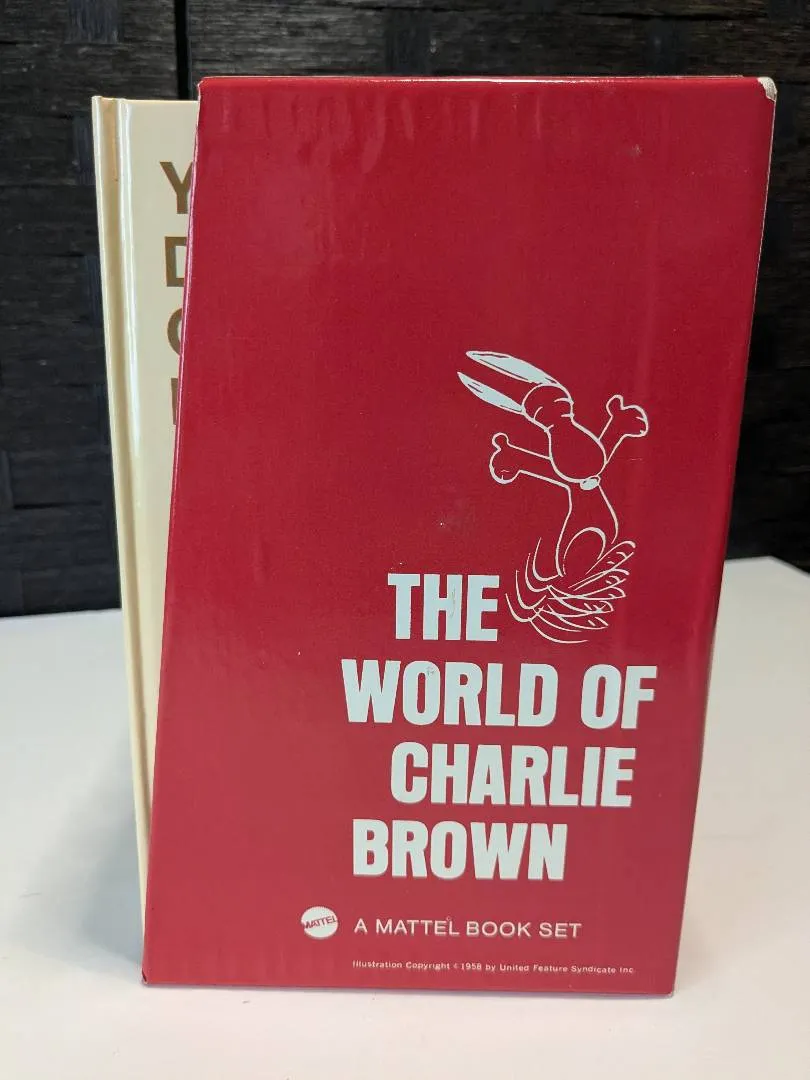 Y
D
THE
WORLD OF
CHARLIE
BROWN
MATTEL
A MATTEL BOOK SET
Illustration Copyright © 1958 by United Feature Syndicate Inc.